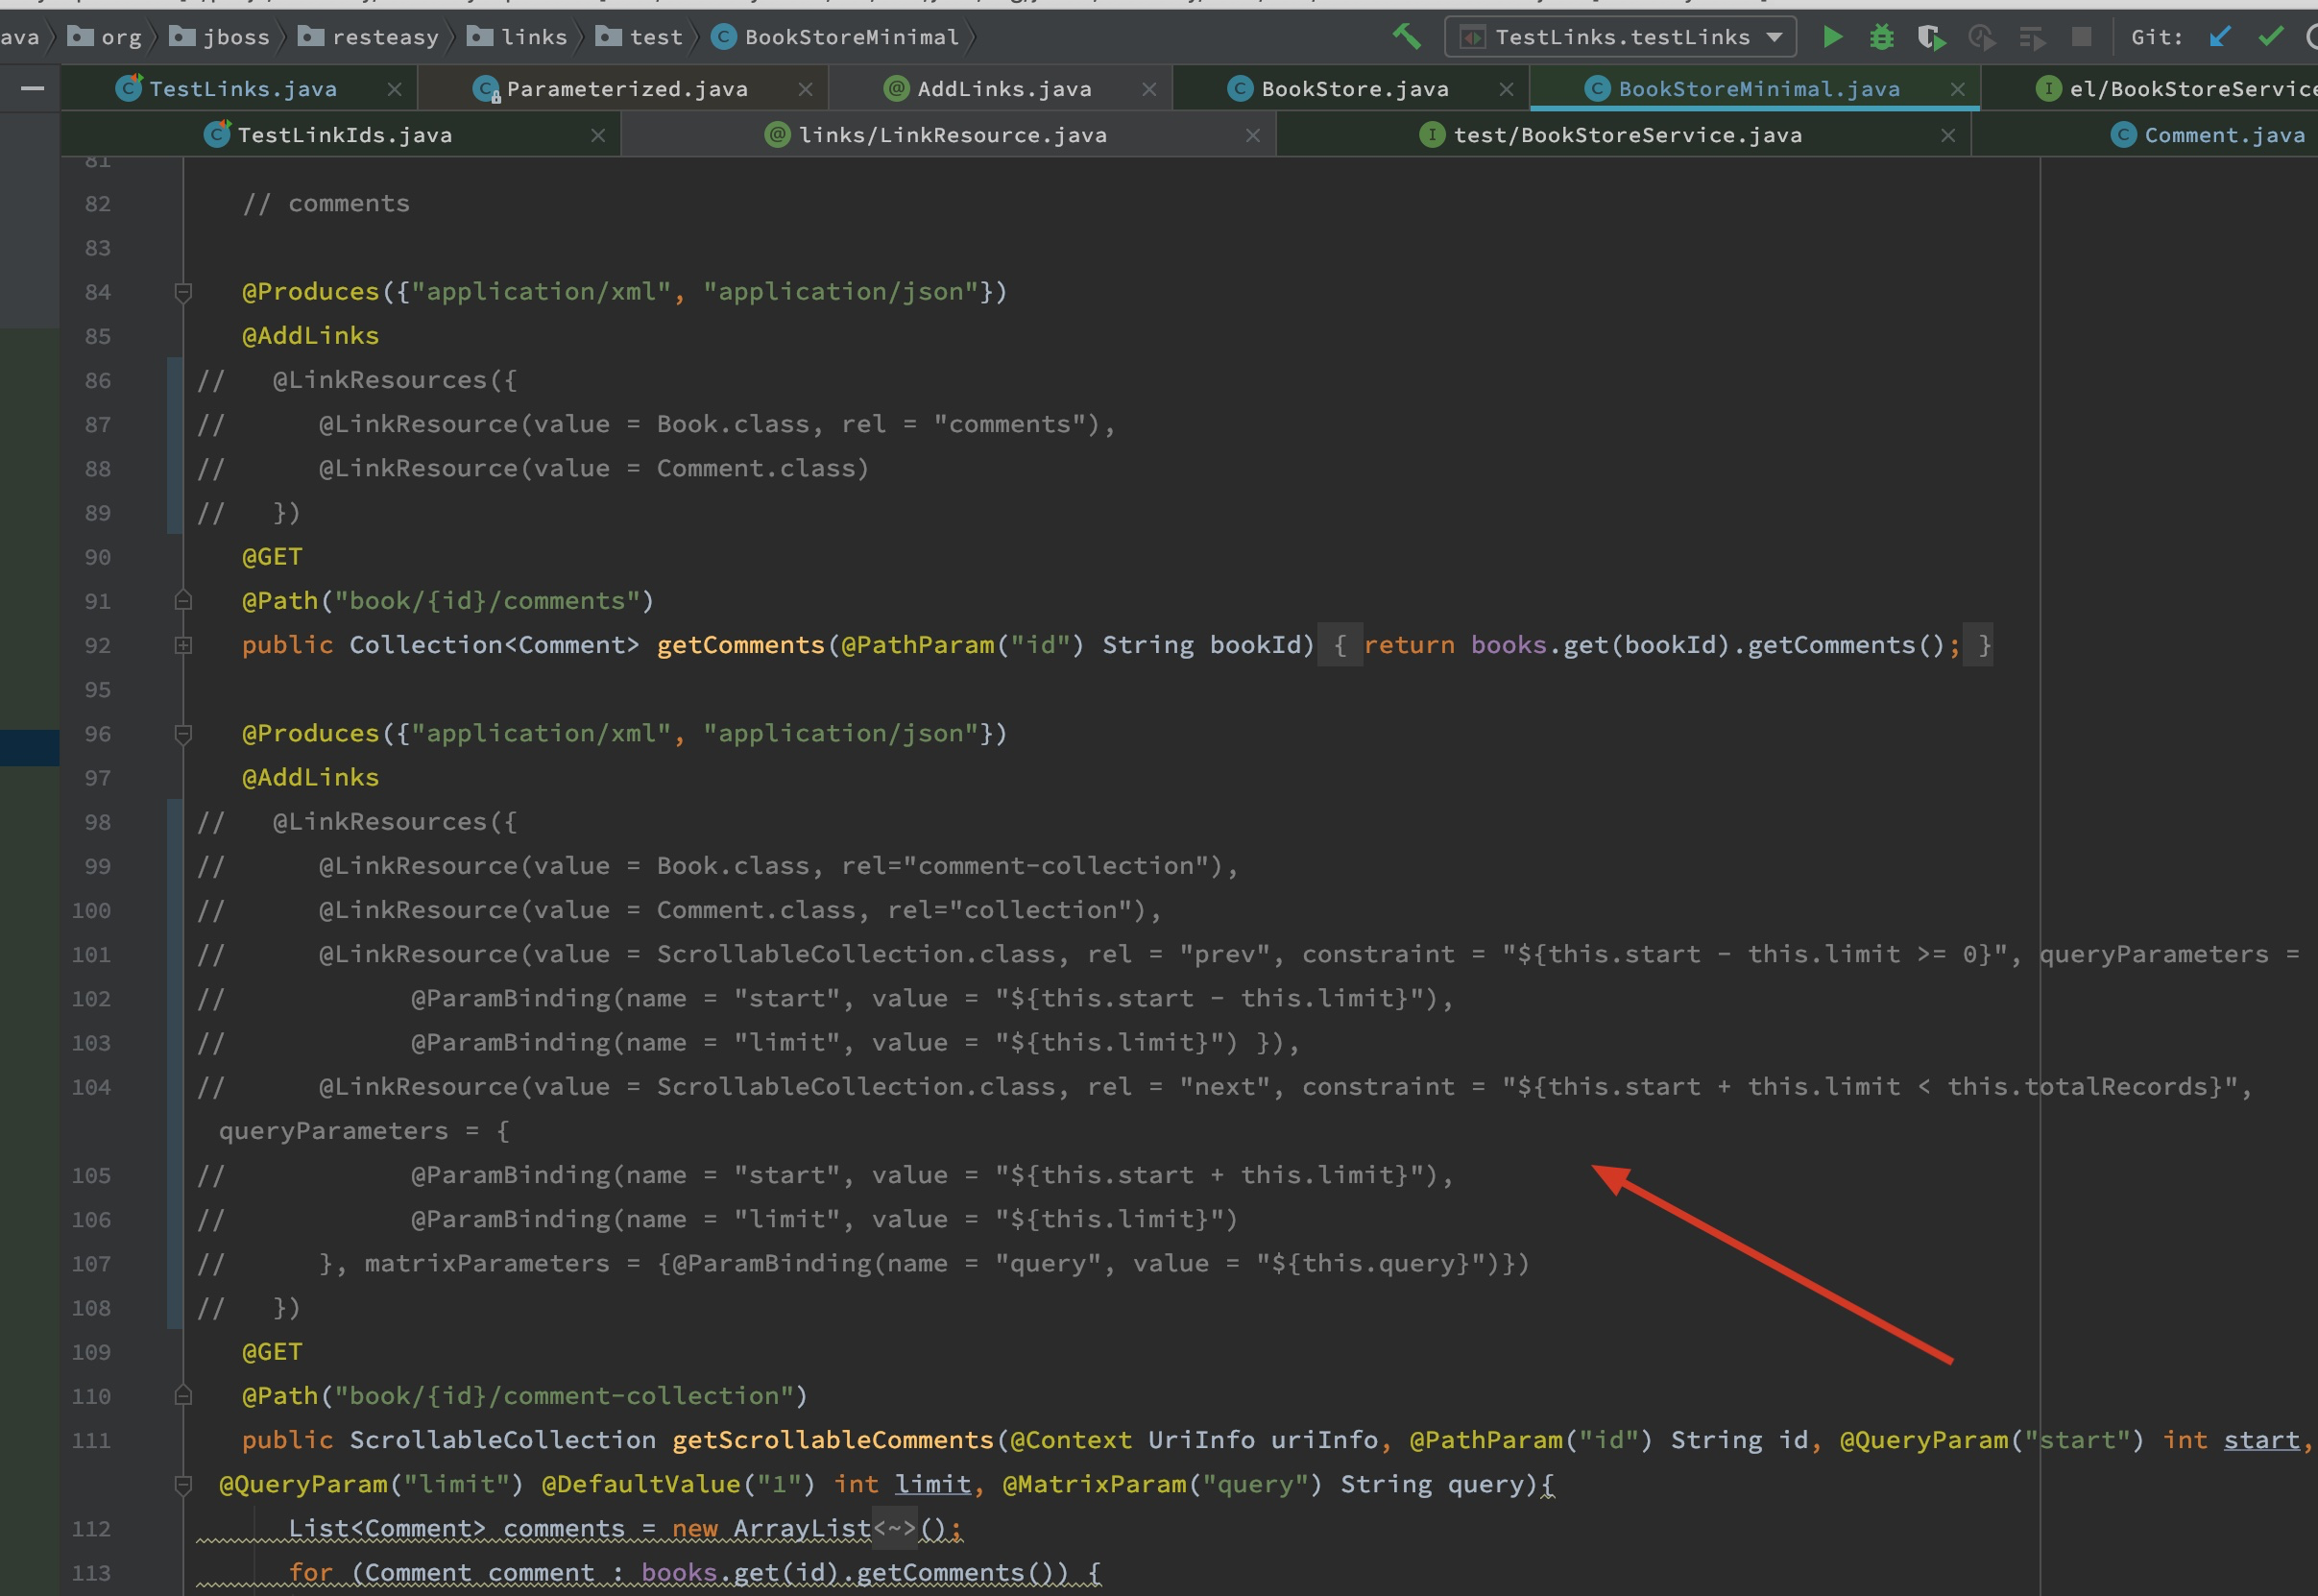 ava org jboss resteasy links test BookStoreMinimal TestLinks.testLinks Git:
TestLinks.java Parameterized.java AddLinks.java BookStore.java BookStoreMinimal.java el/BookStoreService
TestLinkIds.java links/LinkResource.java test/BookStoreService.java Comment.java
81
82 // comments
83
84 @Produces({"application/xml", "application/json"})
85 @AddLinks
86 // @LinkResources({
87 // @LinkResource(value = Book.class, rel = "comments"),
88 // @LinkResource(value = Comment.class)
89 // })
90 @GET
91 @Path("book/{id}/comments")
92 public Collection<Comment> getComments(@PathParam("id") String bookId) { return books.get(bookId).getComments(); }
95
96 @Produces({"application/xml", "application/json"})
97 @AddLinks
98 // @LinkResources({
99 // @LinkResource(value = Book.class, rel="comment-collection"),
100 // @LinkResource(value = Comment.class, rel="collection"),
101 // @LinkResource(value = ScrollableCollection.class, rel = "prev", constraint = "${this.start - this.limit >= 0}", queryParameters =
102 // @ParamBinding(name = "start", value = "${this.start - this.limit}"),
103 // @ParamBinding(name = "limit", value = "${this.limit}") }),
104 // @LinkResource(value = ScrollableCollection.class, rel = "next", constraint = "${this.start + this.limit < this.totalRecords}",
queryParameters = {
105 // @ParamBinding(name = "start", value = "${this.start + this.limit}"),
106 // @ParamBinding(name = "limit", value = "${this.limit}")
107 // }, matrixParameters = {@ParamBinding(name = "query", value = "${this.query}")})
108 // })
109 @GET
110 @Path("book/{id}/comment-collection")
111 public ScrollableCollection getScrollableComments(@Context UriInfo uriInfo, @PathParam("id") String id, @QueryParam("start") int start,
@QueryParam("limit") @DefaultValue("1") int limit, @MatrixParam("query") String query){
112 List<Comment> comments = new ArrayList<~>();
113 for (Comment comment : books.get(id).getComments()) {